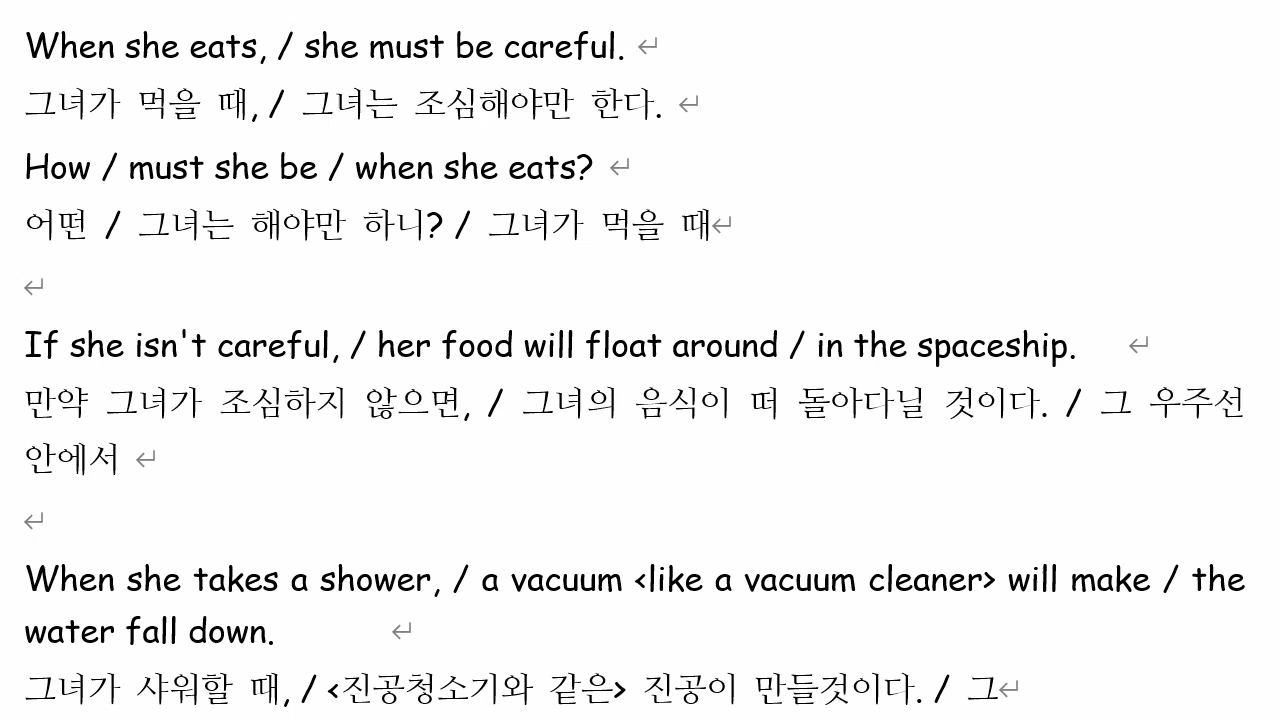 When she eats, / she must be careful.
그녀가 먹을 때, / 그녀는 조심해야만 한다.
How / must she be / when she eats?
어떤 / 그녀는 해야만 하니? / 그녀가 먹을 때
If she isn't careful, / her food will float around / in the spaceship.
만약 그녀가 조심하지 않으면, / 그녀의 음식이 떠 돌아다닐 것이다. / 그 우주선
안에서
When she takes a shower, / a vacuum <like a vacuum cleaner> will make / the
water fall down.
그녀가 샤워할 때, / <진공청소기와 같은> 진공이 만들것이다. / 그